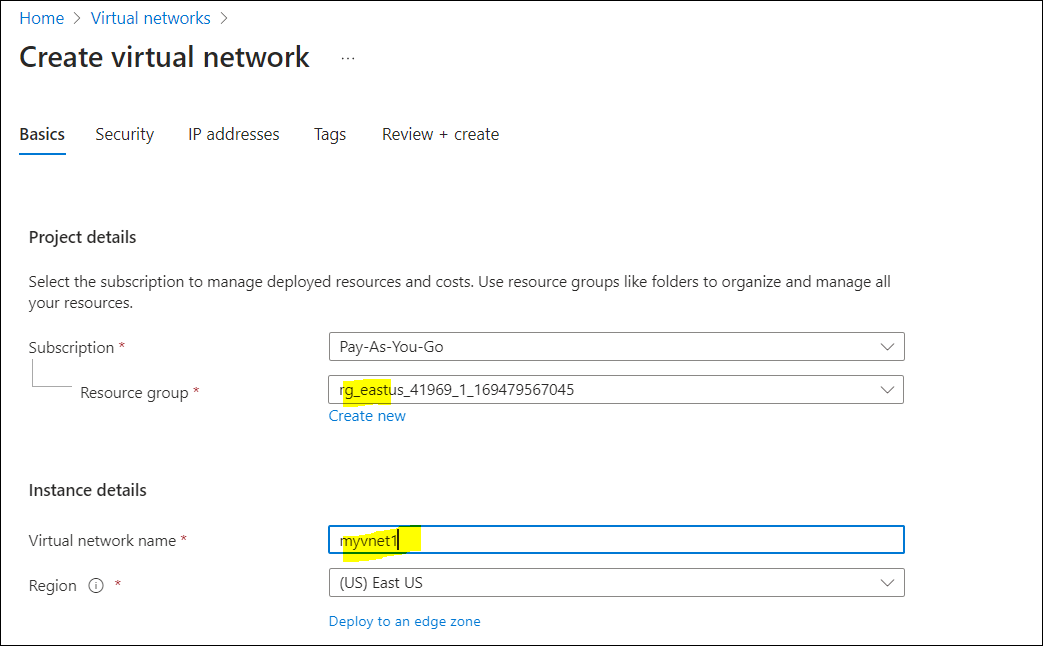 Home > Virtual networks >
Create virtual network ...
Basics Security IP addresses Tags Review + create
Project details
Select the subscription to manage deployed resources and costs. Use resource groups like folders to organize and manage all
your resources.
Subscription * Pay-As-You-Go
Resource group * rg_eastus_41969_1_169479567045
Create new
Instance details
Virtual network name * myvnet1
Region * (US) East US
Deploy to an edge zone